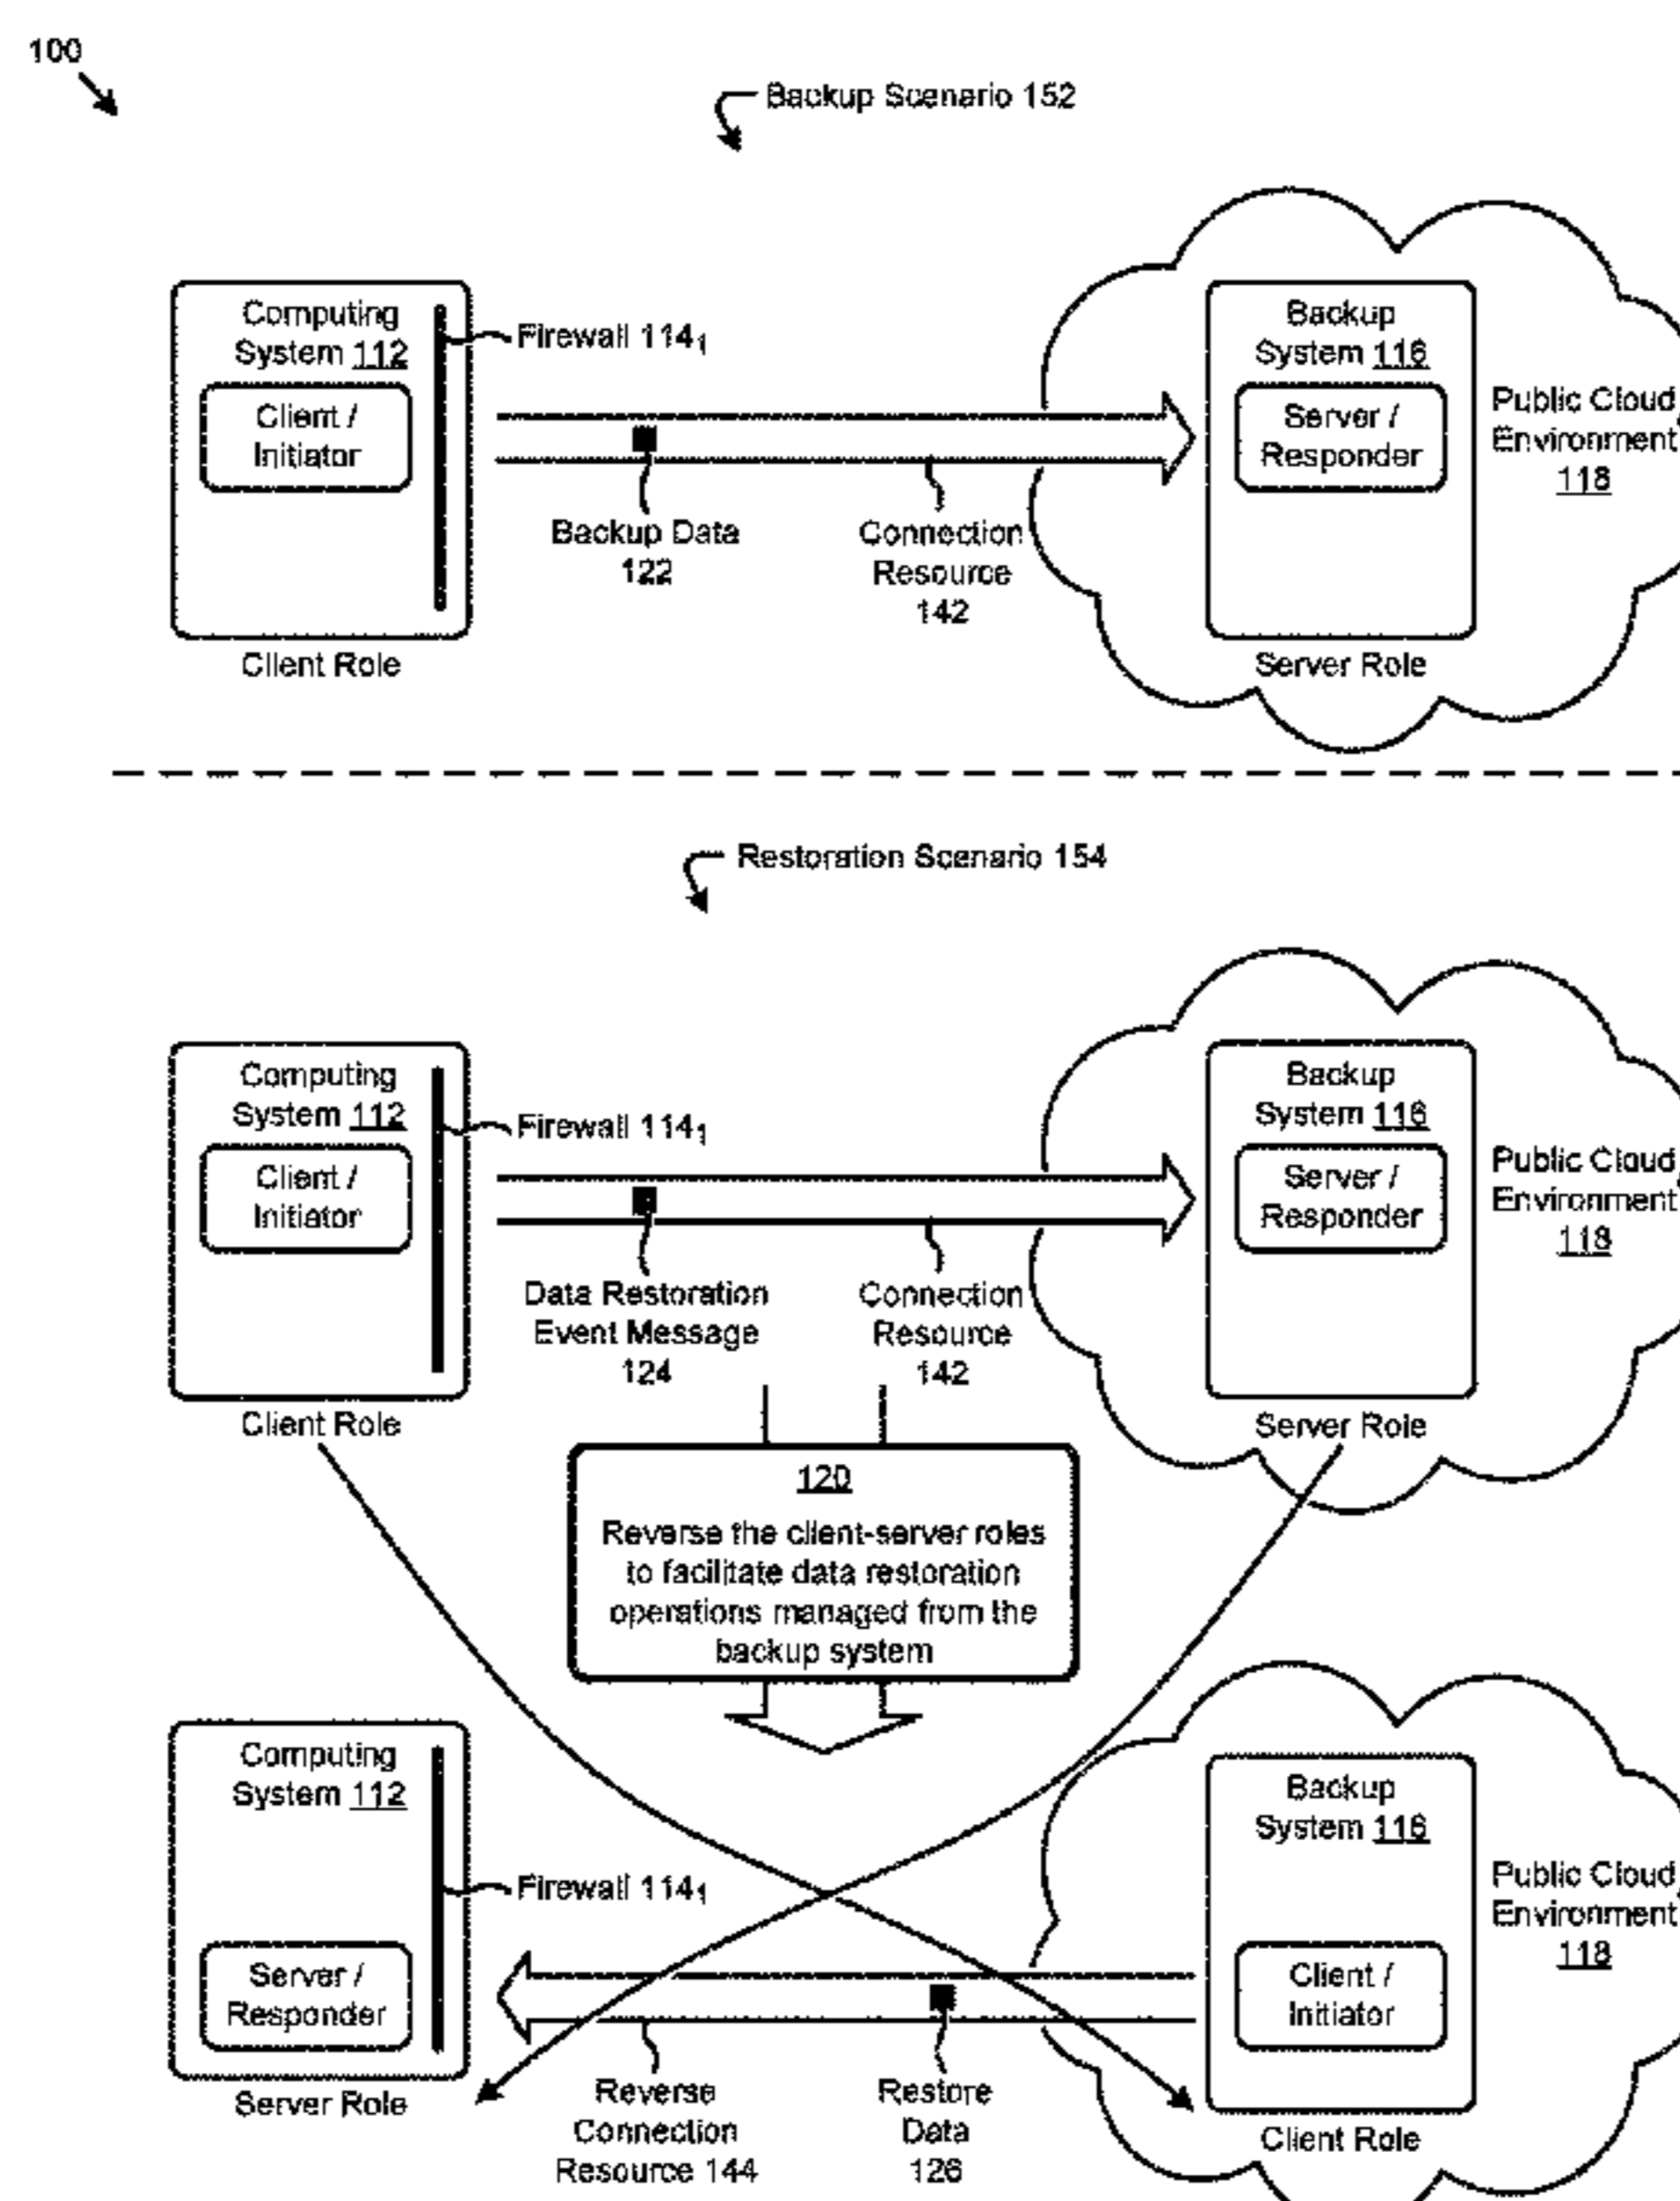 100
Backup Scenario 152
Computing
System 112
Client /
Initiator
Firewall 114₁
Client Role
Backup Data
122
Connection
Resource
142
Backup
System 116
Server /
Responder
Server Role
Public Cloud
Environment
118
Restoration Scenario 154
Computing
System 112
Client /
Initiator
Firewall 114₁
Client Role
Data Restoration
Event Message
124
Connection
Resource
142
Backup
System 116
Server /
Responder
Server Role
Public Cloud
Environment
118
120
Reverse the client-server roles
to facilitate data restoration
operations managed from the
backup system
Computing
System 112
Firewall 114₁
Server /
Responder
Server Role
Reverse
Connection
Resource 144
Restore
Data
126
Backup
System 116
Client /
Initiator
Client Role
Public Cloud
Environment
118